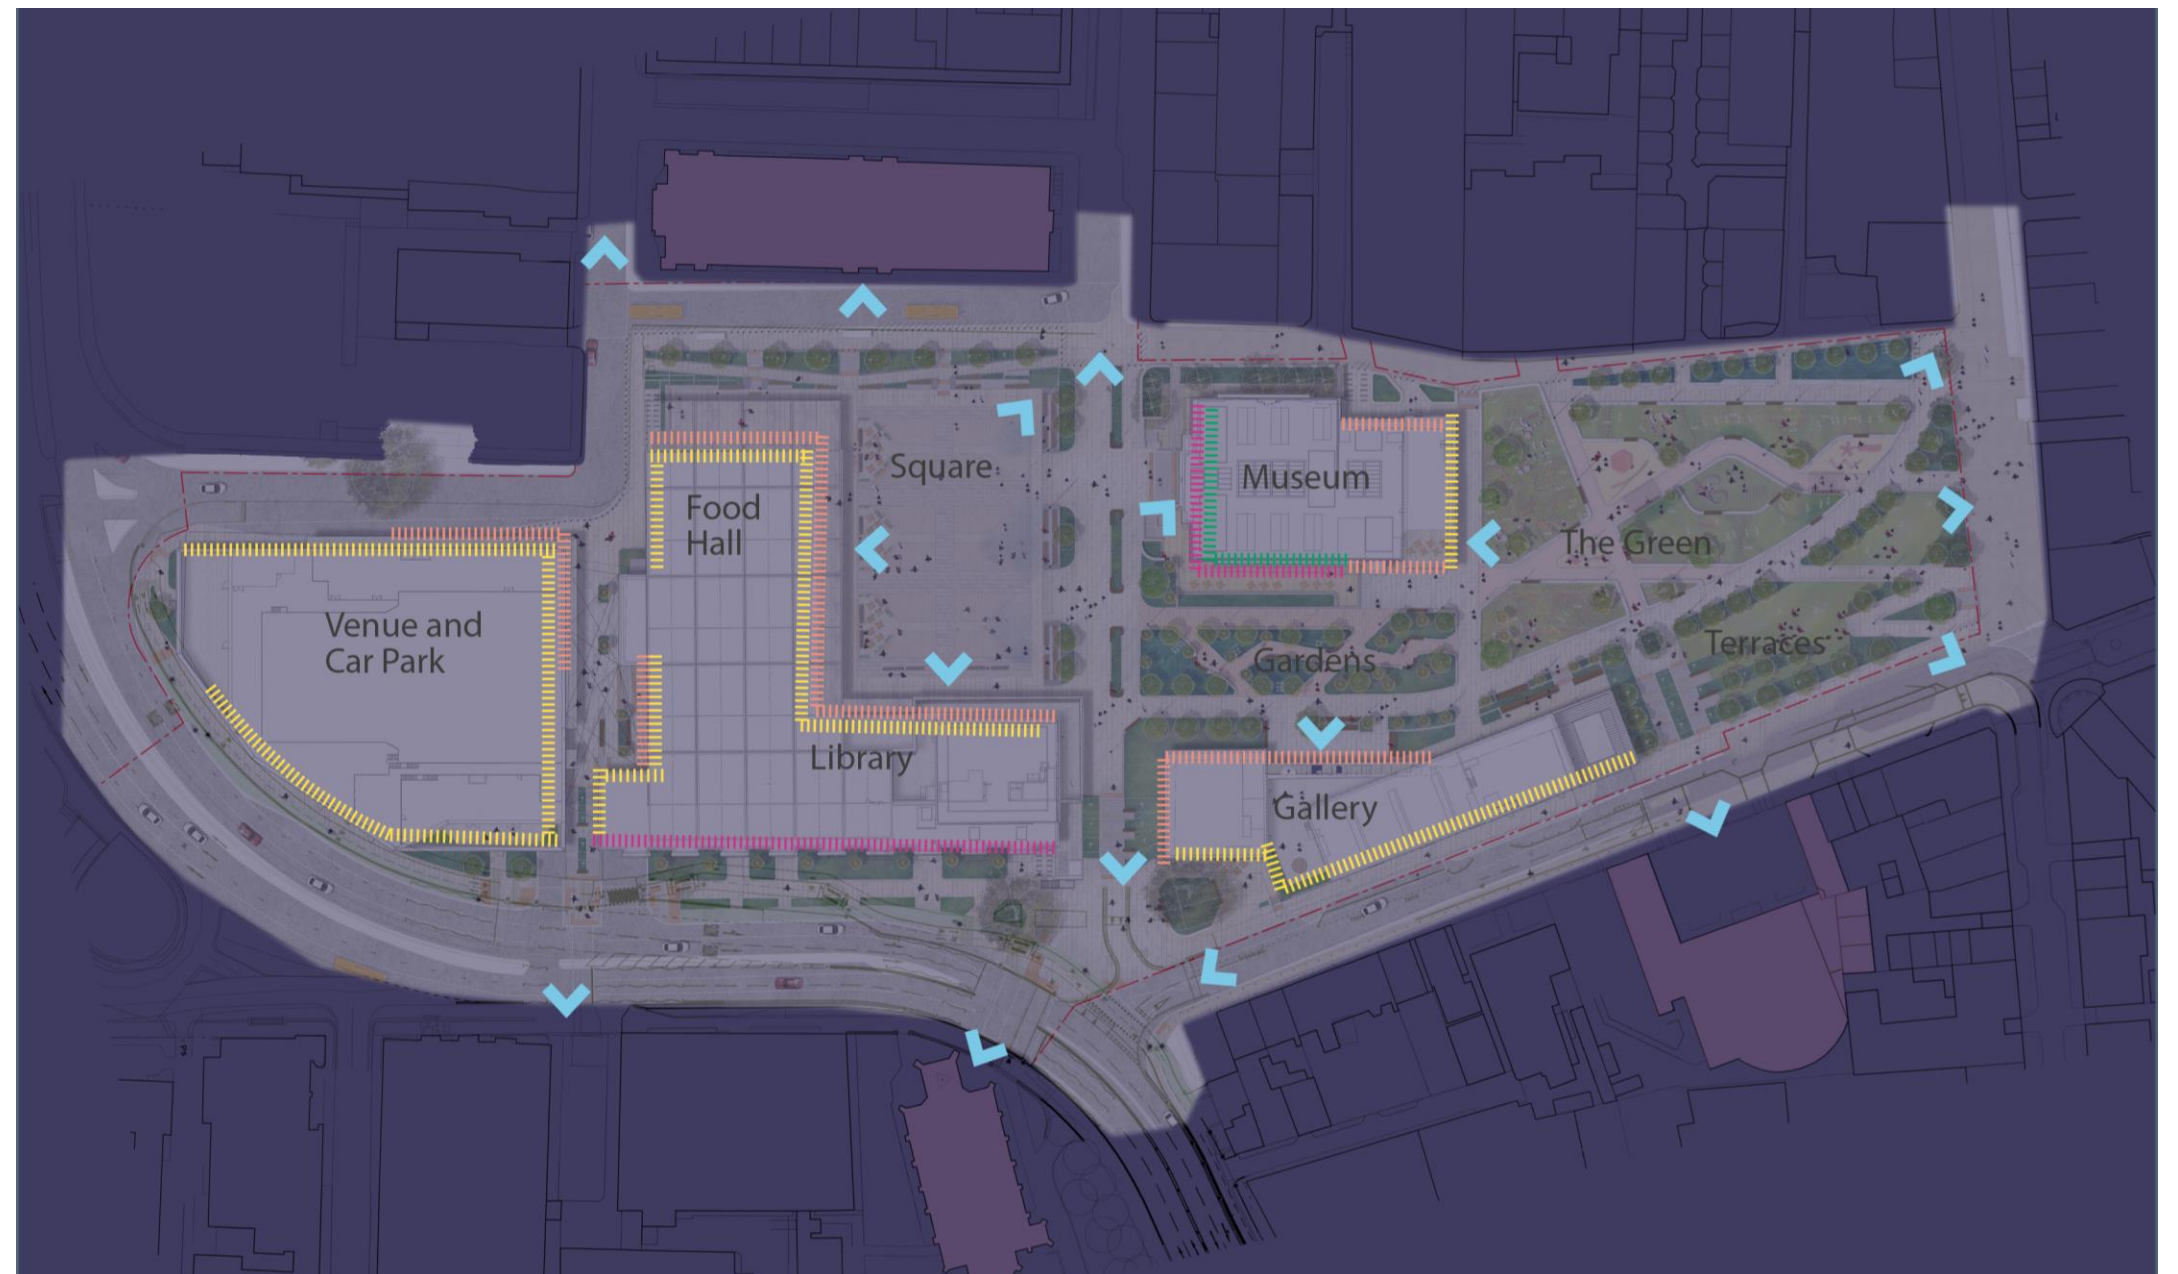 Square
Museum
Food
Hall
The Green
Venue and
Car Park
Terraces
Gardens
Library
Gallery